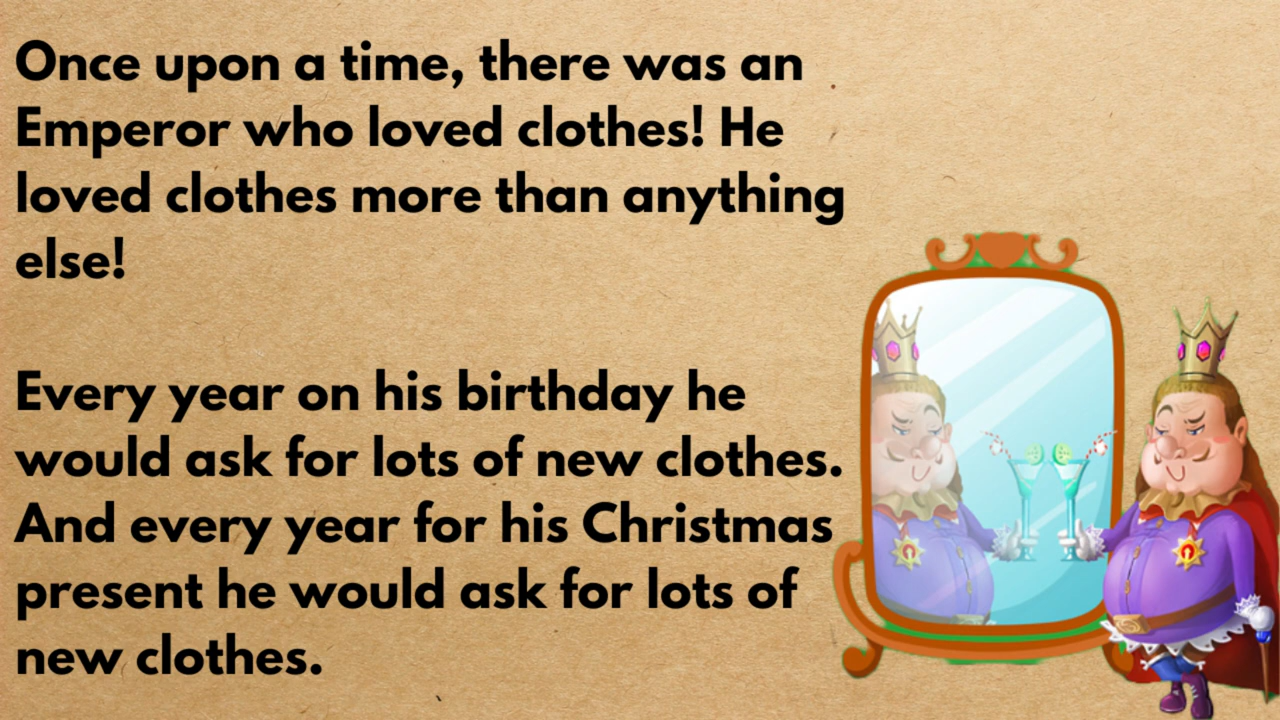 Once upon a time, there was an
Emperor who loved clothes! He
loved clothes more than anything
else!
Every year on his birthday he
would ask for lots of new clothes.
And every year for his Christmas
present he would ask for lots of
new clothes.